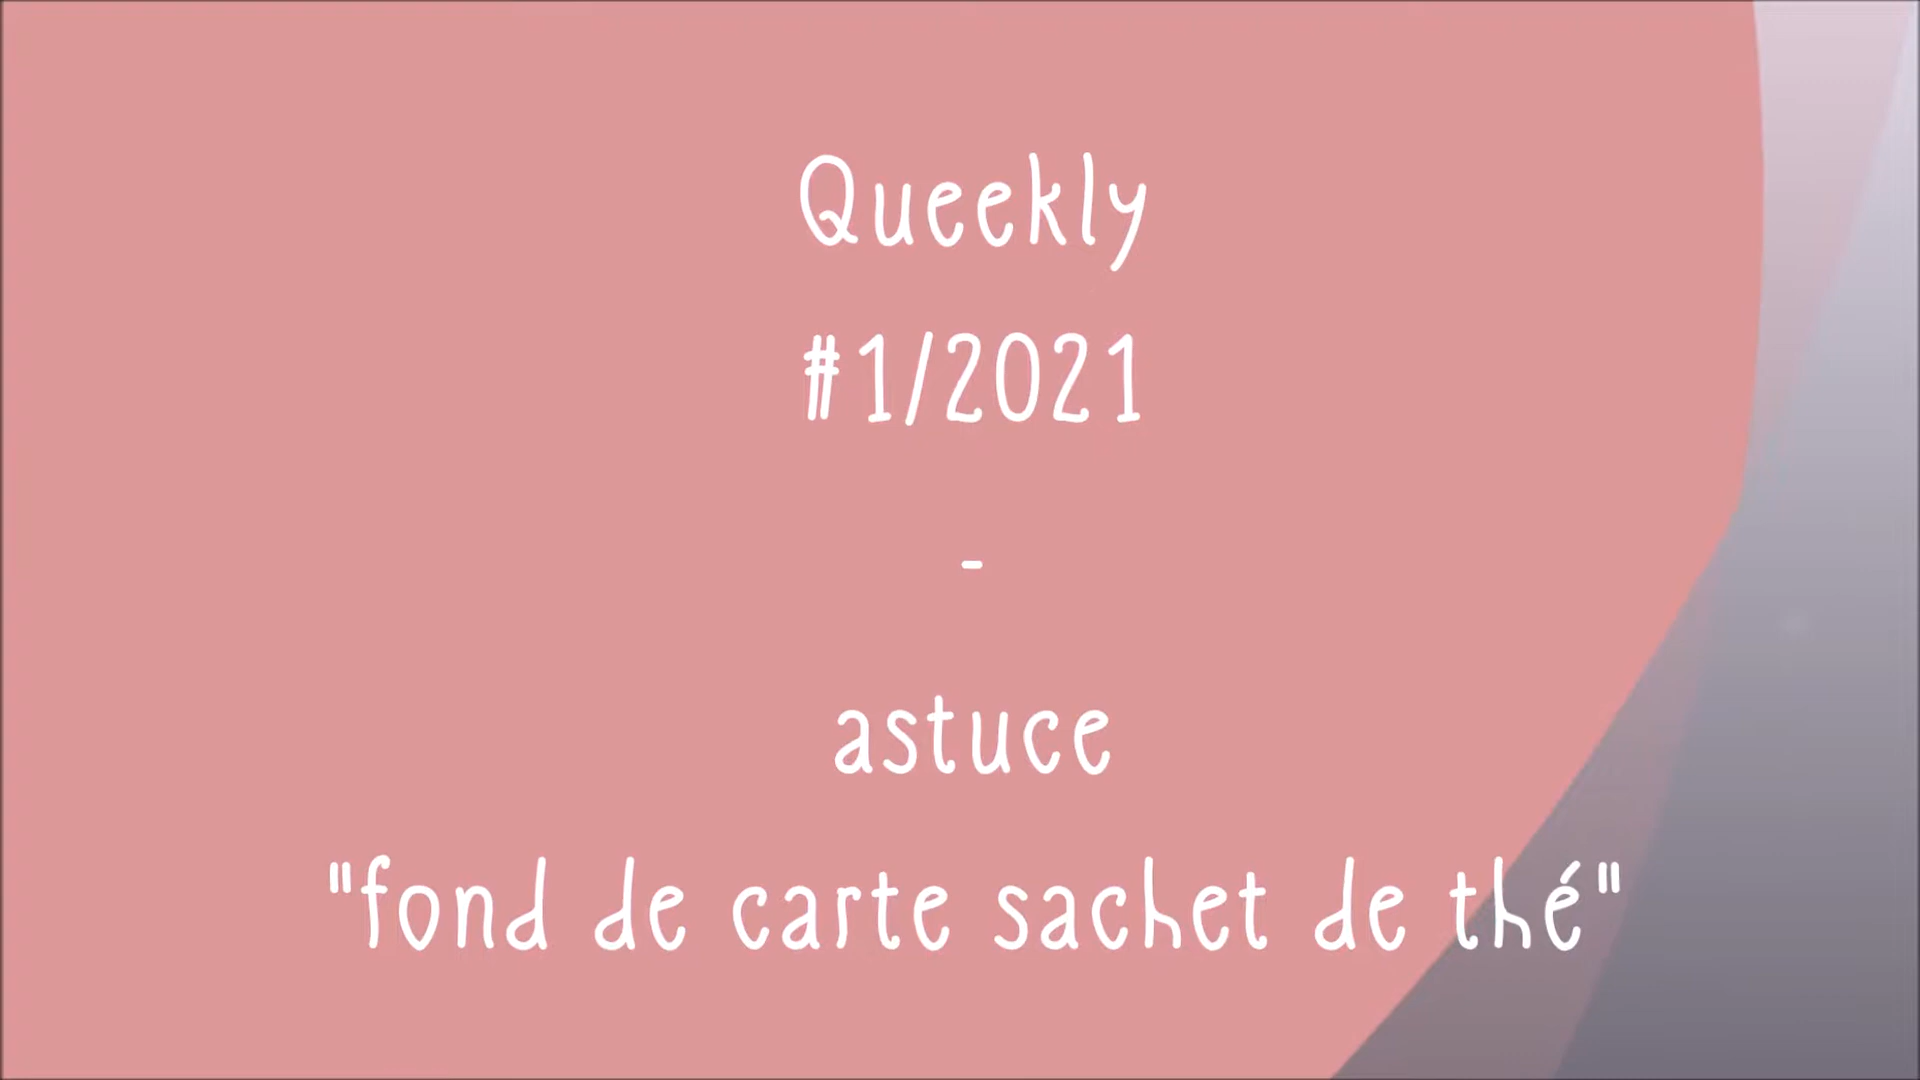 Queekly
#1/2021
-
astuce
"fond de carte sachet de thé"